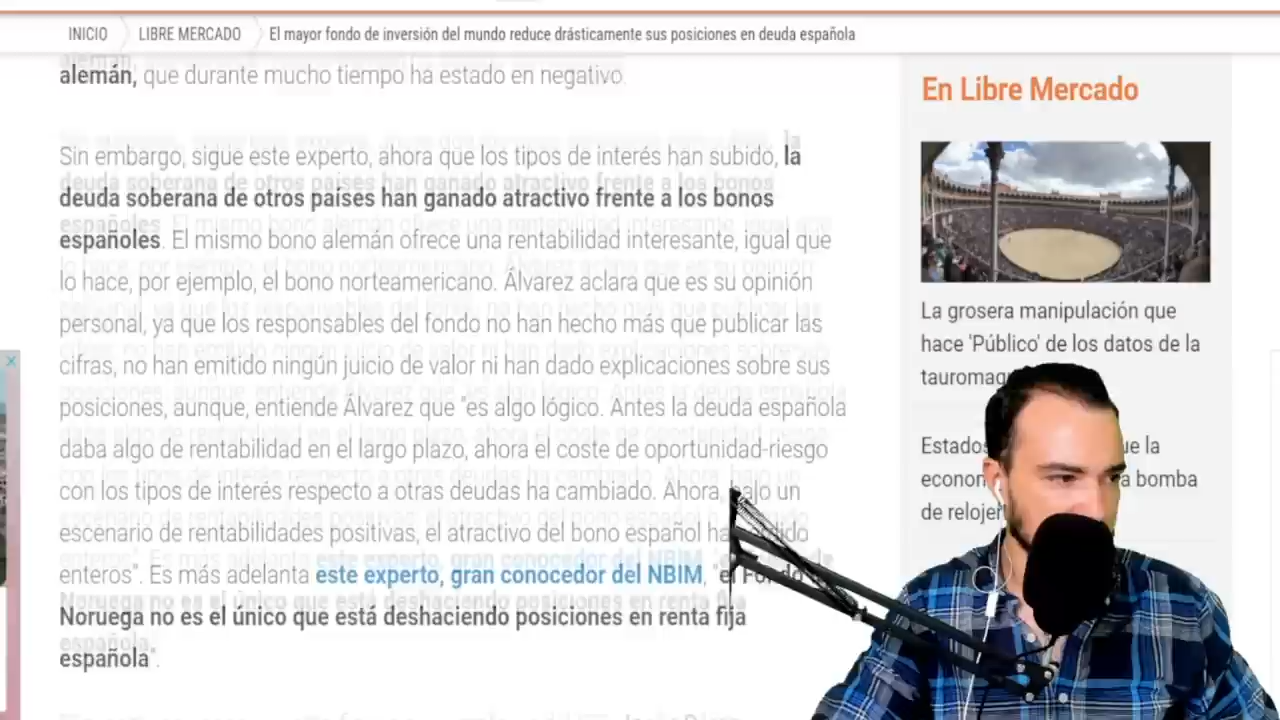 INICIO
LIBRE MERCADO
El mayor fondo de inversión del mundo reduce drásticamente sus posiciones en deuda española
alemán, que durante mucho tiempo ha estado en negativo.
Sin embargo, sigue este experto, ahora que los tipos de interés han subido, la
deuda soberana de otros países han ganado atractivo frente a los bonos
españoles. El mismo bono alemán ofrece una rentabilidad interesante, igual que
lo hace, por ejemplo, el bono norteamericano. Álvarez aclara que es su opinión
personal, ya que los responsables del fondo no han hecho más que publicar las
cifras, no han emitido ningún juicio de valor ni han dado explicaciones sobre sus
posiciones, aunque, entiende Álvarez que "es algo lógico. Antes la deuda española
daba algo de rentabilidad en el largo plazo, ahora el coste de oportunidad-riesgo
con los tipos de interés respecto a otras deudas ha cambiado. Ahora, bajo un
escenario de rentabilidades positivas, el atractivo del bono español ha
enteros". Es más adelanta este experto, gran conocedor del NBIM, "el Fondo
Noruega no es el único que está deshaciendo posiciones en renta fija
española".
En Libre Mercado
La grosera manipulación que
hace 'Público' de los datos de la
Estados la
bomba
de